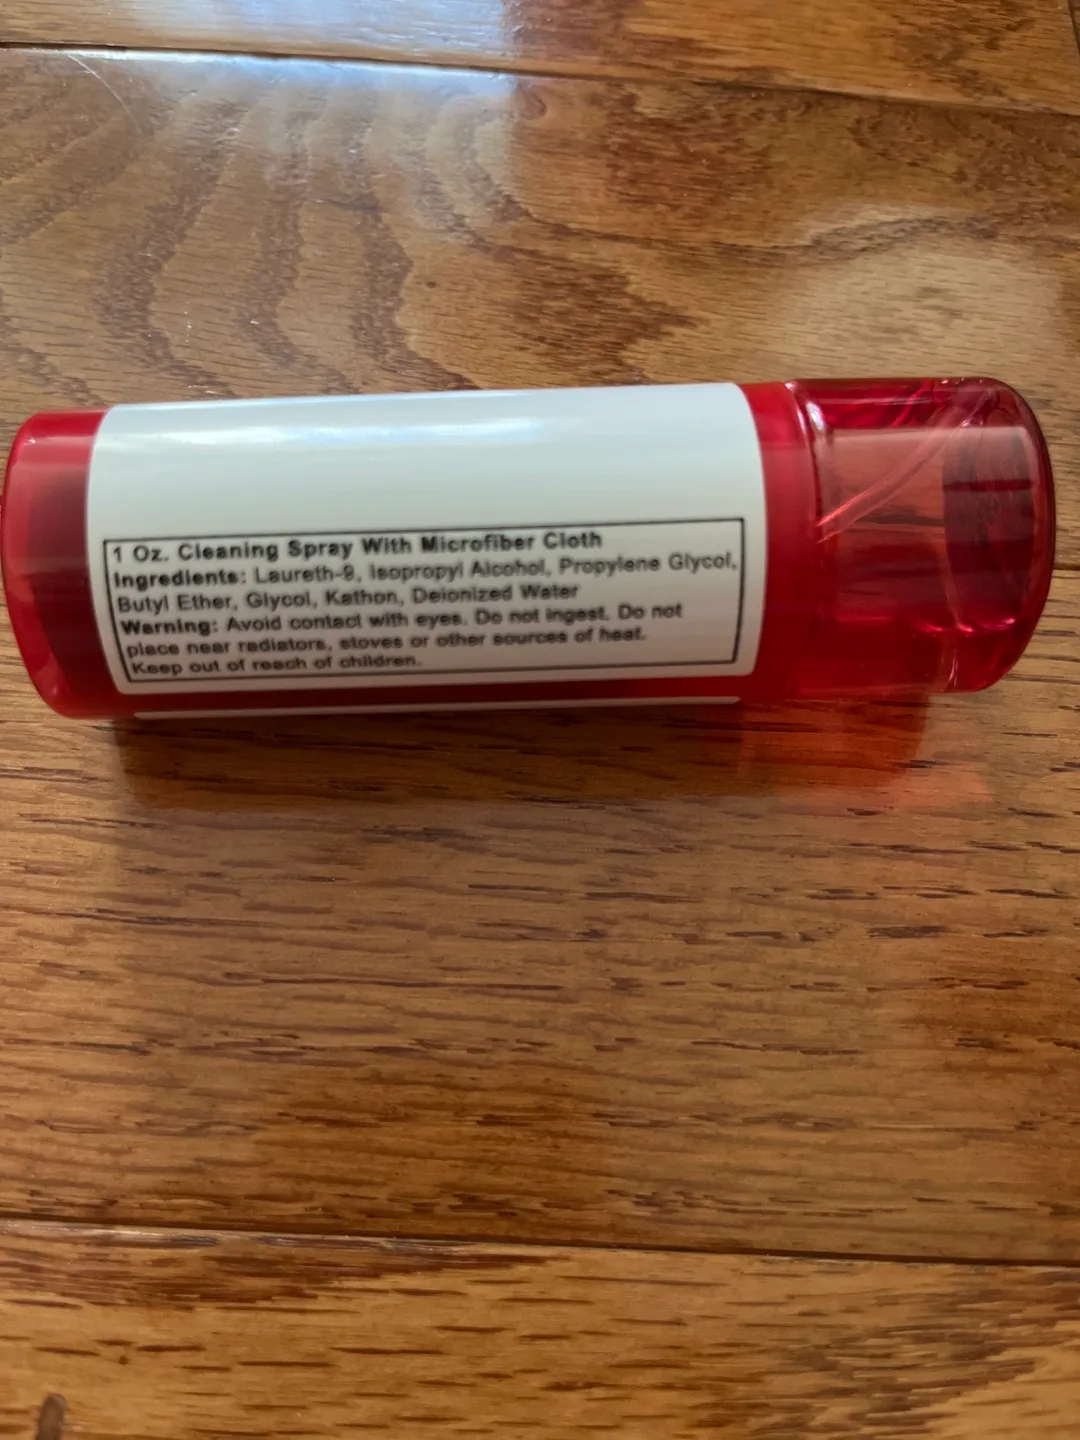 1 Oz. Cleaning Spray With Microfiber Cloth
Ingredients: Laureth-9, Isopropyl Alcohol, Propylene Glycol,
Butyl Ether, Glycol, Kathon, Deionized Water
Warning: Avoid contact with eyes. Do not ingest. Do not
place near radiators, stoves or other sources of heat.
Keep out of reach of children.